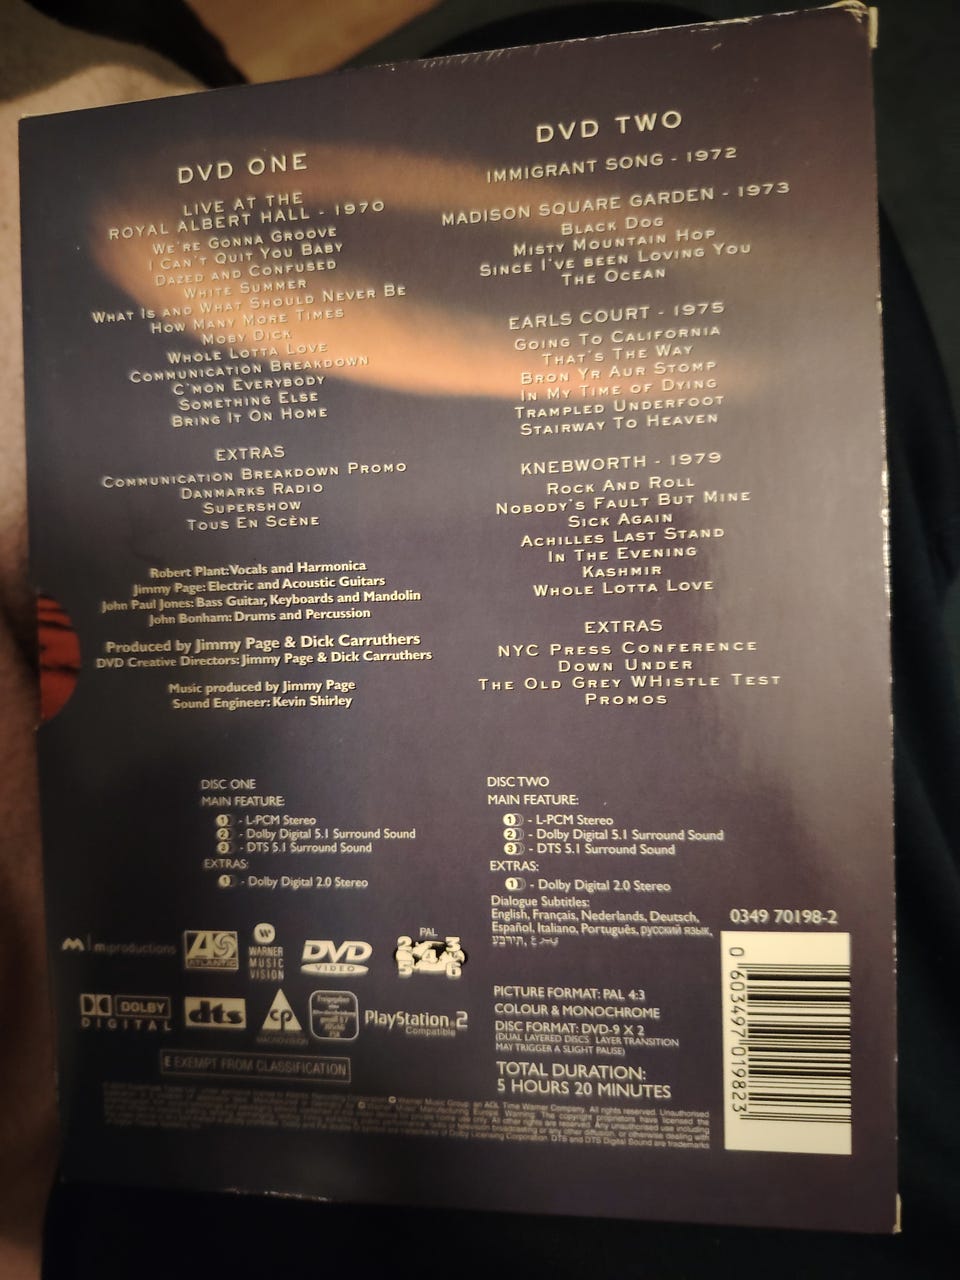 DVD ONE
LIVE AT THE
ROYAL ALBERT HALL - 1970
WE'RE GONNA GROOVE
I CAN'T QUIT YOU BABY
DAZED AND CONFUSED
WHITE SUMMER
WHAT IS AND WHAT SHOULD NEVER BE
HOW MANY MORE TIMES
MOBY DICK
WHOLE LOTTA LOVE
COMMUNICATION BREAKDOWN
C'MON EVERYBODY
SOMETHING ELSE
BRING IT ON HOME
EXTRAS
COMMUNICATION BREAKDOWN PROMO
DANMARKS RADIO
SUPERSHOW
TOUS EN SCÈNE
Robert Plant: Vocals and Harmonica
Jimmy Page: Electric and Acoustic Guitars
John Paul Jones: Bass Guitar, Keyboards and Mandolin
John Bonham: Drums and Percussion
Produced by Jimmy Page & Dick Carruthers
DVD Creative Directors: Jimmy Page & Dick Carruthers
Music produced by Jimmy Page
Sound Engineer: Kevin Shirley
DVD TWO
IMMIGRANT SONG - 1972
MADISON SQUARE GARDEN - 1973
BLACK DOG
MISTY MOUNTAIN HOP
SINCE I'VE BEEN LOVING YOU
THE OCEAN
EARLS COURT - 1975
GOING TO CALIFORNIA
THAT'S THE WAY
BRON YR AUR STOMP
IN MY TIME OF DYING
TRAMPLED UNDERFOOT
STAIRWAY TO HEAVEN
KNEBWORTH - 1979
ROCK AND ROLL
NOBODY'S FAULT BUT MINE
SICK AGAIN
ACHILLES LAST STAND
IN THE EVENING
KASHMIR
WHOLE LOTTA LOVE
EXTRAS
NYC PRESS CONFERENCE
DOWN UNDER
THE OLD GREY WHISTLE TEST
PROMOS
DISC ONE
MAIN FEATURE:
1 - L-PCM Stereo
2 - Dolby Digital 5.1 Surround Sound
3 - DTS 5.1 Surround Sound
EXTRAS:
1 - Dolby Digital 2.0 Stereo
DISC TWO
MAIN FEATURE:
1 - L-PCM Stereo
2 - Dolby Digital 5.1 Surround Sound
3 - DTS 5.1 Surround Sound
EXTRAS:
1 - Dolby Digital 2.0 Stereo
Dialogue Subtitles:
English, Français, Nederlands, Deutsch,
Español, Italiano, Português, русский язык,
עברית,
0349 70198-2
0 603497 019823
M | miproductions
ATLANTIC
WARNER
MUSIC
VISION
DVD
VIDEO
PAL
2 3
4
5 6
DOLBY
DIGITAL
dts
CP
MACROVISION
Freigegeben
PlayStation 2
Compatible
E EXEMPT FROM CLASSIFICATION
PICTURE FORMAT: PAL 4:3
COLOUR & MONOCHROME
DISC FORMAT: DVD-9 X 2
(DUAL LAYERED DISCS: LAYER TRANSITION
MAY TRIGGER A SLIGHT PAUSE)
TOTAL DURATION:
5 HOURS 20 MINUTES